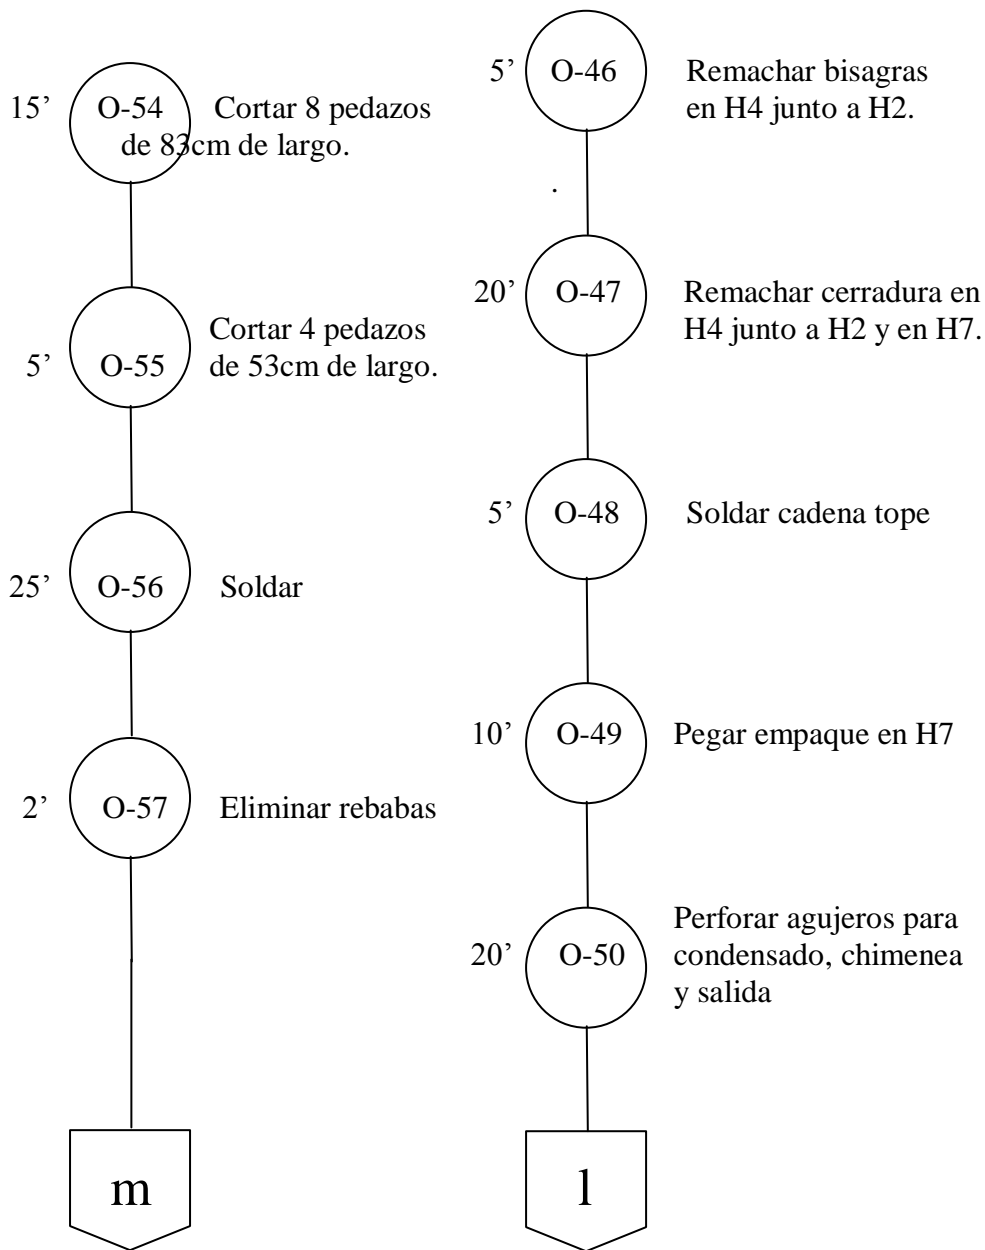 15’ O-54 Cortar 8 pedazos
de 83cm de largo.
5’ O-55 Cortar 4 pedazos
de 53cm de largo.
25’ O-56 Soldar
2’ O-57 Eliminar rebabas
m
5’ O-46 Remachar bisagras
en H4 junto a H2.
.
20’ O-47 Remachar cerradura en
H4 junto a H2 y en H7.
5’ O-48 Soldar cadena tope
10’ O-49 Pegar empaque en H7
20’ O-50 Perforar agujeros para
condensado, chimenea
y salida
l